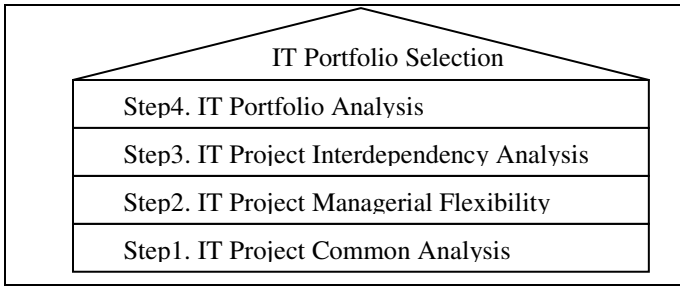 IT Portfolio Selection
Step4. IT Portfolio Analysis
Step3. IT Project Interdependency Analysis
Step2. IT Project Managerial Flexibility
Step1. IT Project Common Analysis